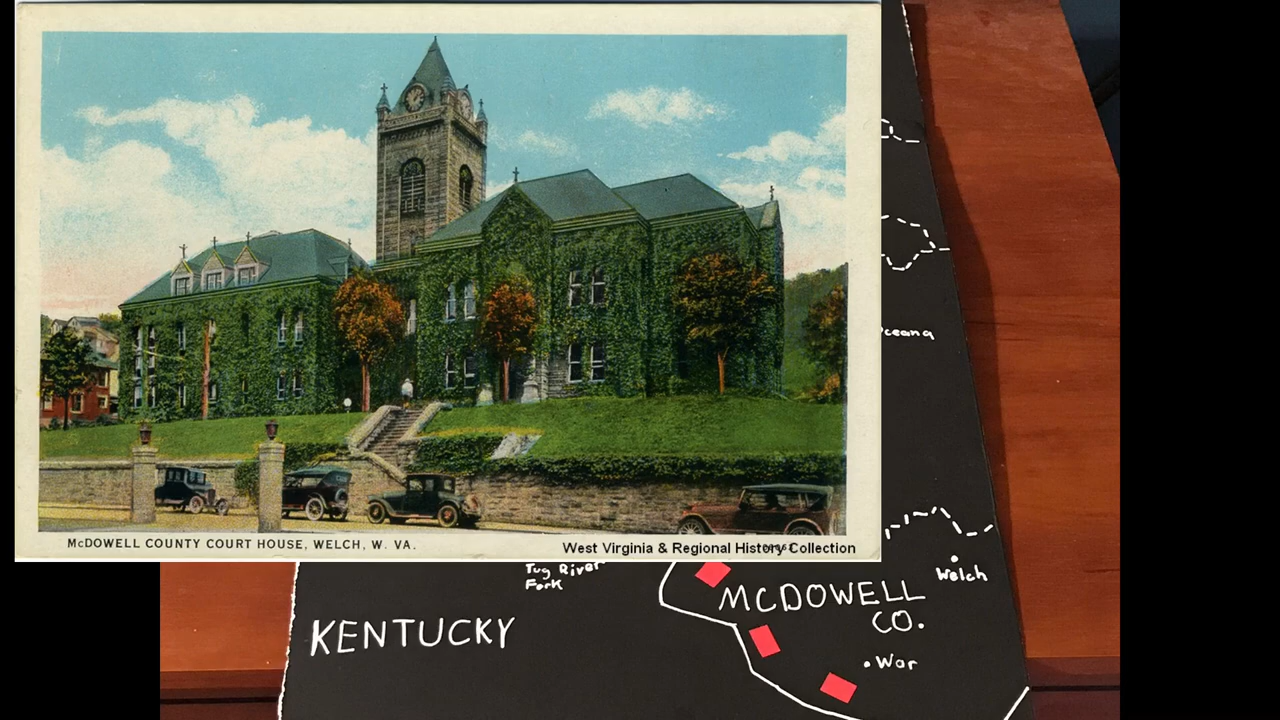 McDOWELL COUNTY COURT HOUSE, WELCH, W. VA.
West Virginia & Regional History Collection
Oceana
Tug River
Fork
KENTUCKY
MCDOWELL
CO.
Welch
War